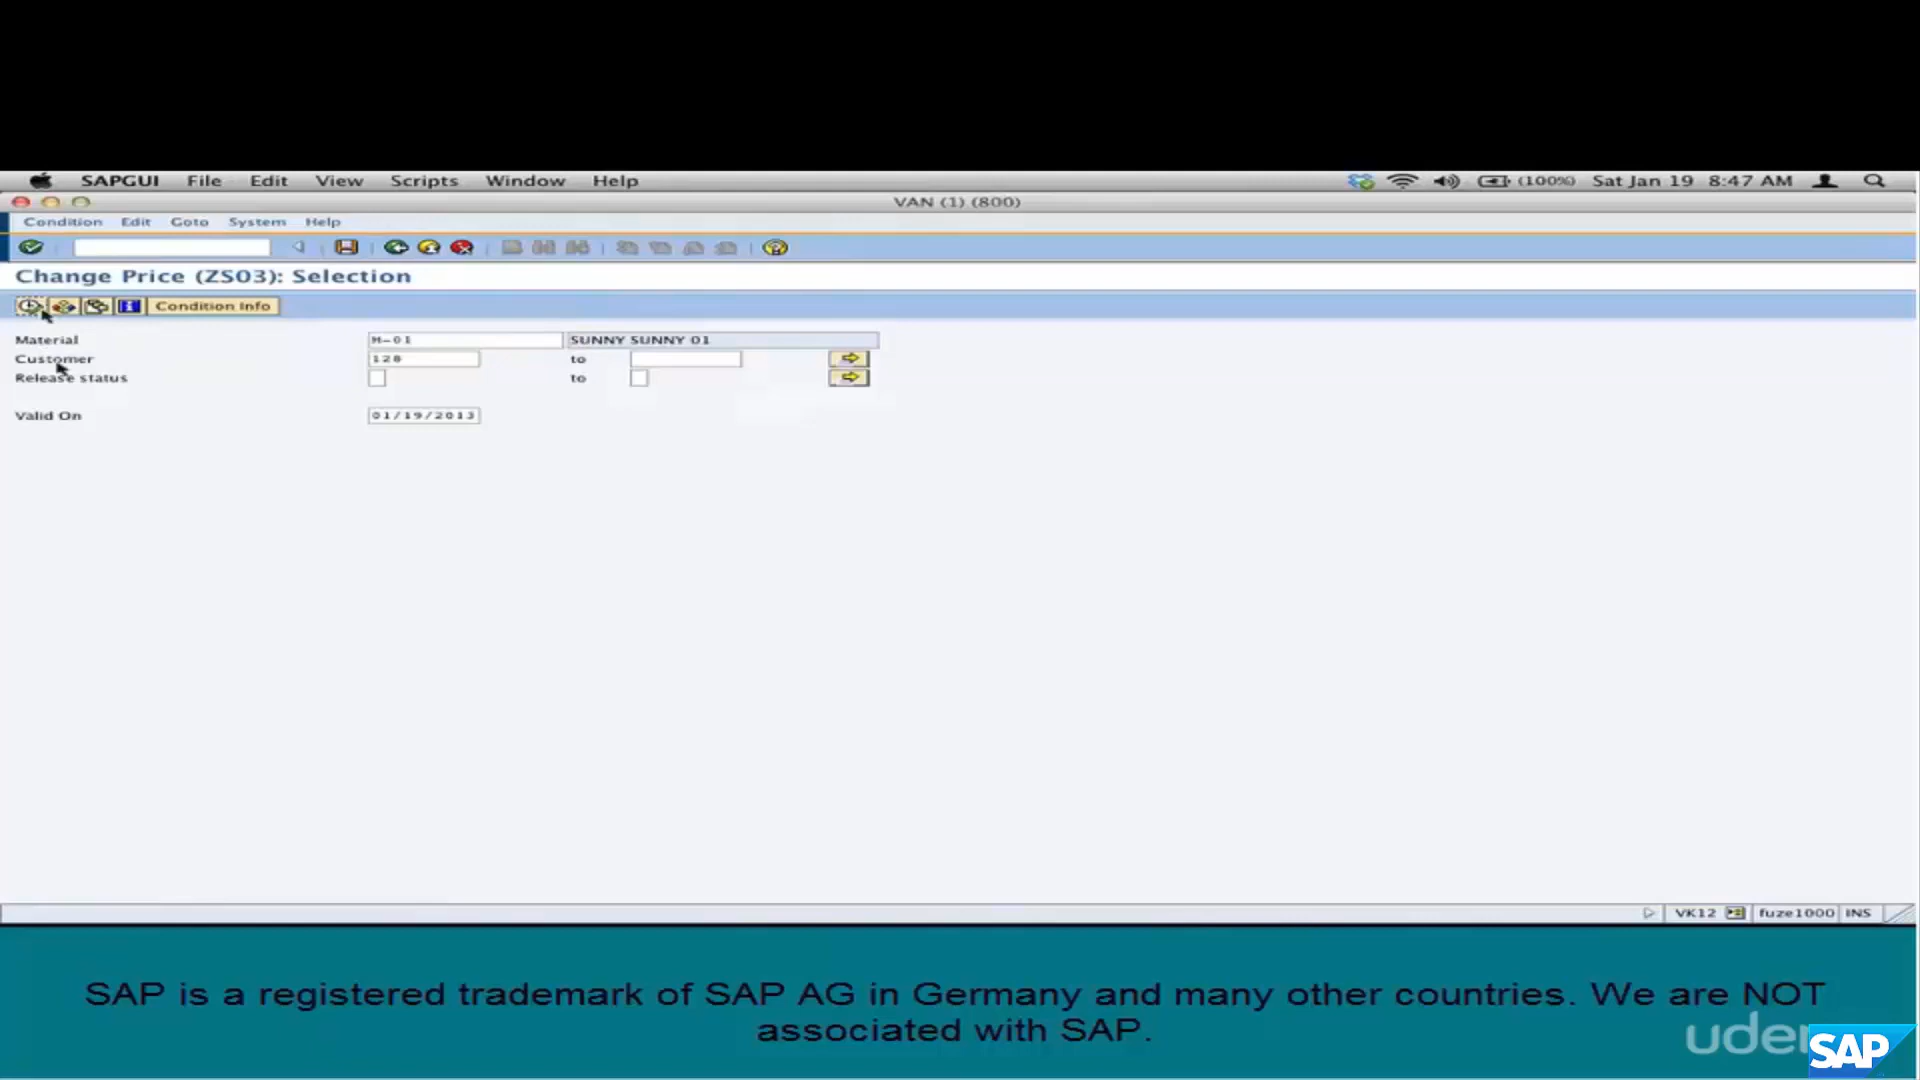 SAPGUI File Edit View Scripts Window Help (100%) Sat Jan 19 8:47 AM
VAN (1) (800)
Condition Edit Goto System Help
Change Price (ZS03): Selection
Condition Info
Material M-01 SUNNY SUNNY 01
Customer 128 to
Release status to
Valid On 01/19/2013
VK12 fuze1000 INS
SAP is a registered trademark of SAP AG in Germany and many other countries. We are NOT
associated with SAP.
SAP